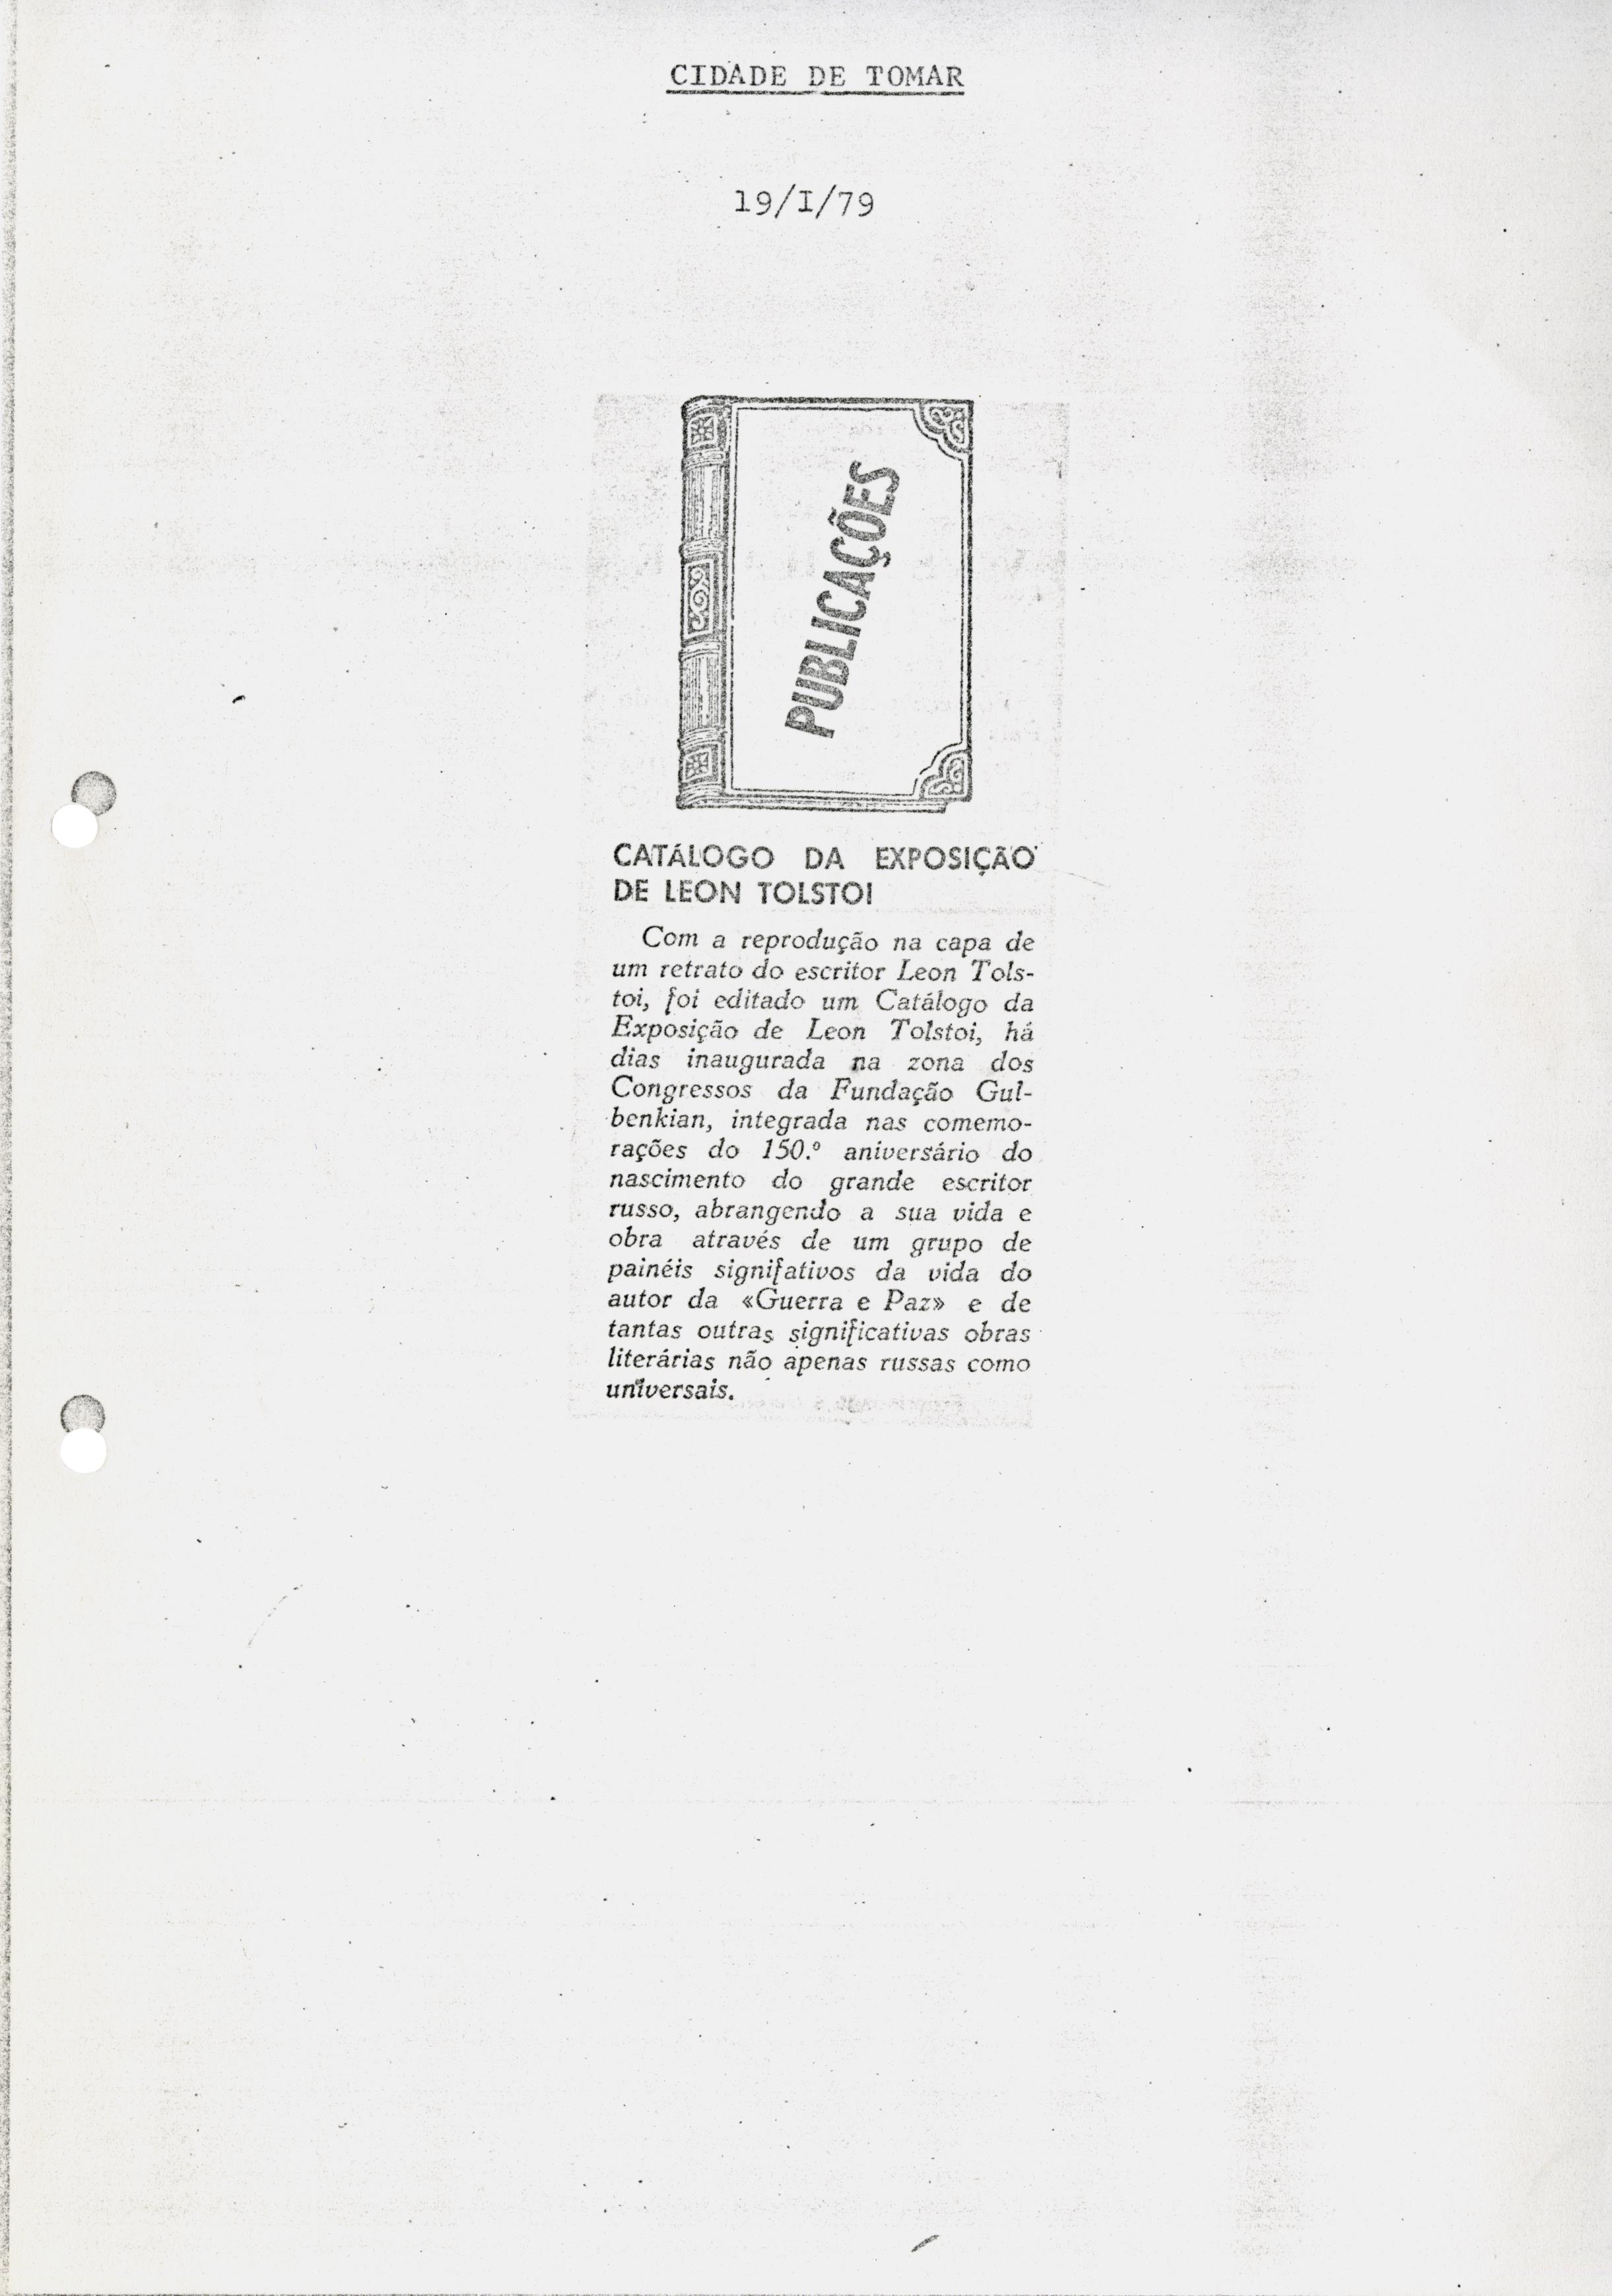 CIDADE DE TOMAR
19/I/79
PUBLICAÇÕES
CATÁLOGO DA EXPOSIÇÃO
DE LEON TOLSTOI
Com a reprodução na capa de
um retrato do escritor Leon Tols-
toi, foi editado um Catálogo da
Exposição de Leon Tolstoi, há
dias inaugurada na zona dos
Congressos da Fundação Gul-
benkian, integrada nas comemo-
rações do 150.º aniversário do
nascimento do grande escritor
russo, abrangendo a sua vida e
obra através de um grupo de
painéis signifativos da vida do
autor da «Guerra e Paz» e de
tantas outras significativas obras
literárias não apenas russas como
universais.